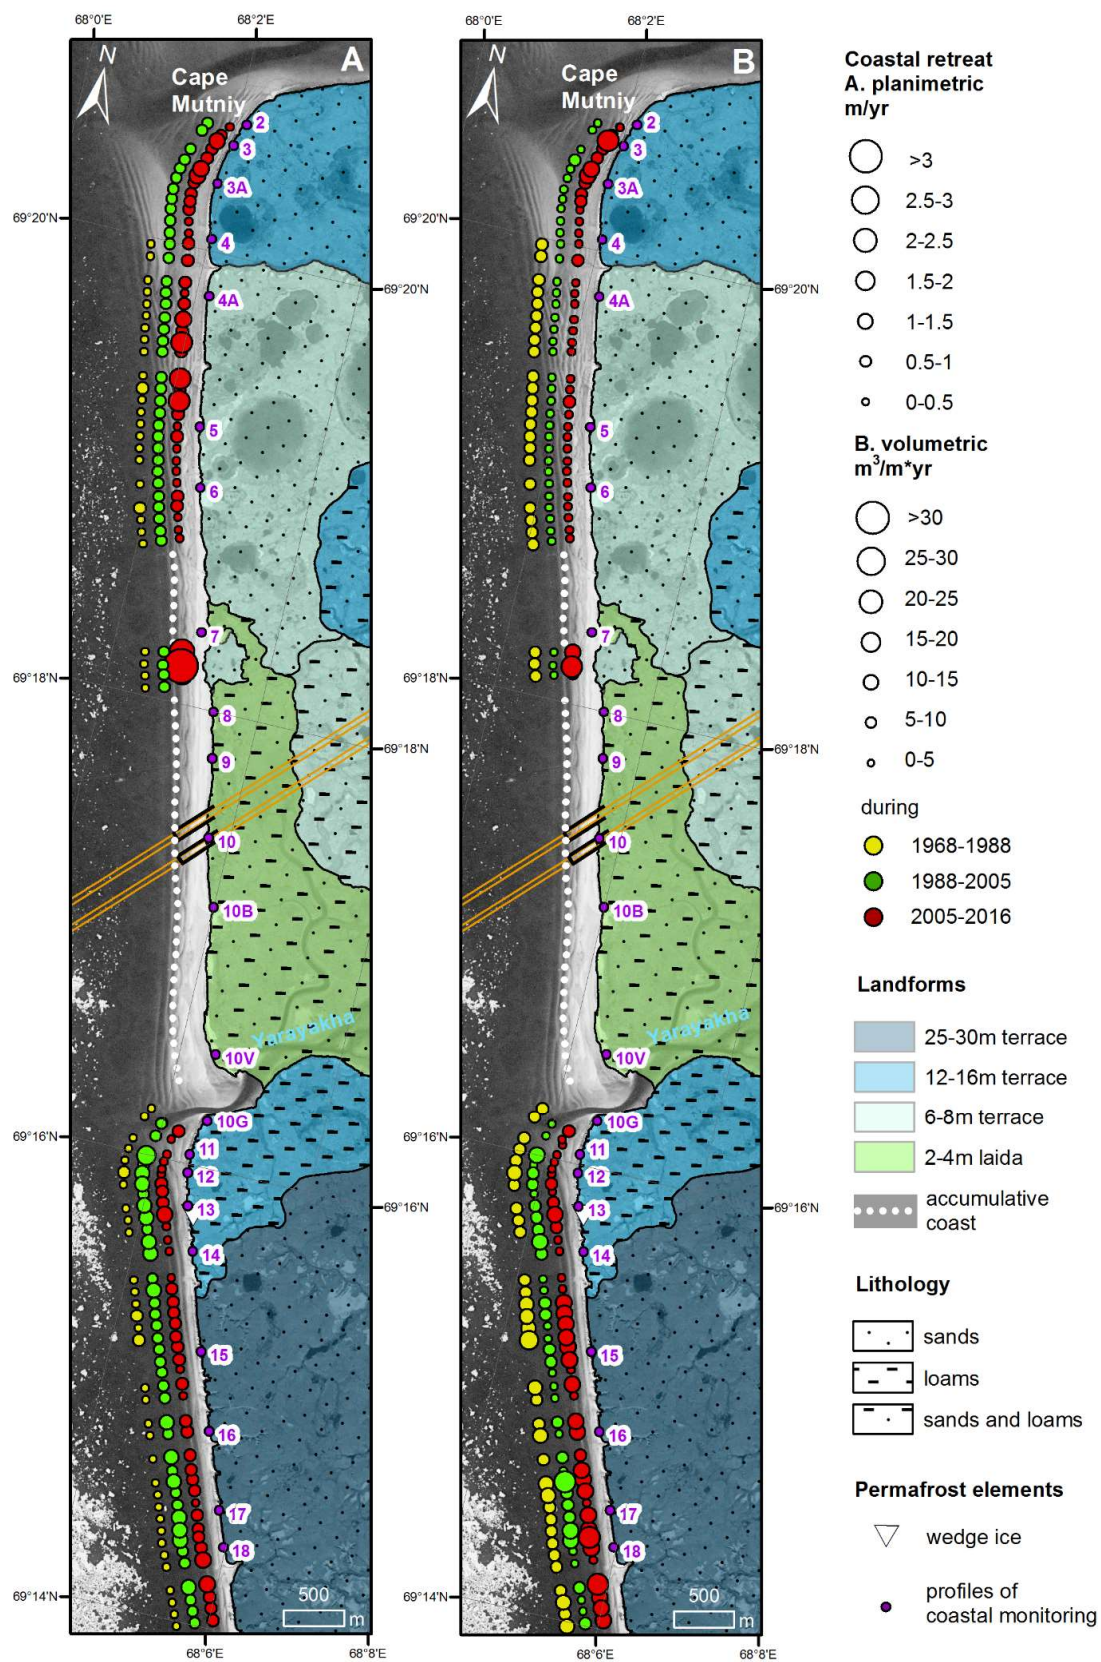 68°0'E
68°2'E
68°0'E
68°2'E
N
Cape
Mutniy
A
N
Cape
Mutniy
B
2
3
3A
4
4A
5
6
7
8
9
10
10B
Yarayakha
10V
10G
11
12
13
14
15
16
17
18
500
m
2
3
3A
4
4A
5
6
7
8
9
10
10B
Yarayakha
10V
10G
11
12
13
14
15
16
17
18
500
m
69°20'N
69°18'N
69°16'N
69°14'N
69°20'N
69°18'N
69°16'N
69°14'N
69°20'N
69°18'N
69°16'N
68°6'E
68°8'E
68°6'E
68°8'E
Coastal retreat
A. planimetric
m/yr
>3
2.5-3
2-2.5
1.5-2
1-1.5
0.5-1
0-0.5
B. volumetric
m³/m*yr
>30
25-30
20-25
15-20
10-15
5-10
0-5
during
1968-1988
1988-2005
2005-2016
Landforms
25-30m terrace
12-16m terrace
6-8m terrace
2-4m laida
accumulative
coast
Lithology
sands
loams
sands and loams
Permafrost elements
wedge ice
profiles of
coastal monitoring